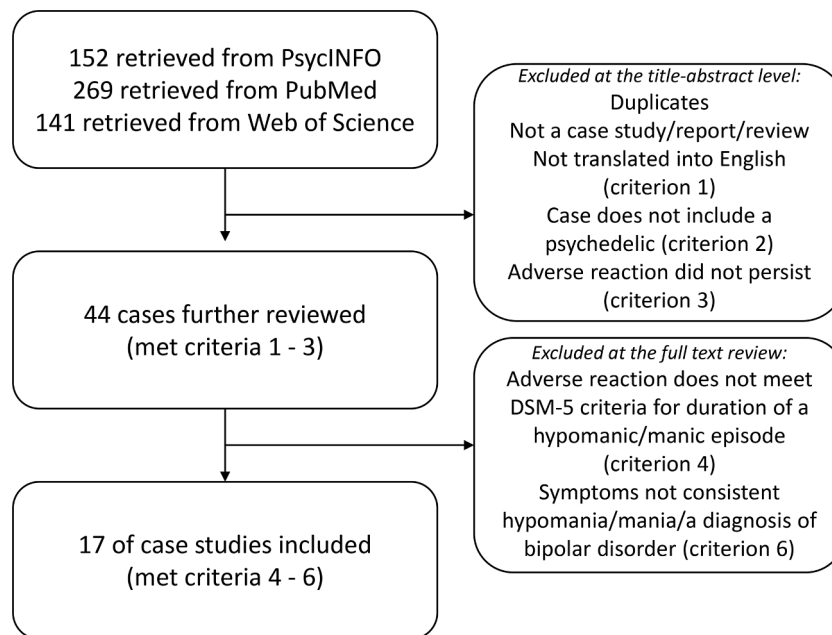 152 retrieved from PsycINFO
269 retrieved from PubMed
141 retrieved from Web of Science
Excluded at the title-abstract level:
Duplicates
Not a case study/report/review
Not translated into English
(criterion 1)
Case does not include a
psychedelic (criterion 2)
Adverse reaction did not persist
(criterion 3)
44 cases further reviewed
(met criteria 1 - 3)
Excluded at the full text review:
Adverse reaction does not meet
DSM-5 criteria for duration of a
hypomanic/manic episode
(criterion 4)
Symptoms not consistent
hypomania/mania/a diagnosis of
bipolar disorder (criterion 6)
17 of case studies included
(met criteria 4 - 6)